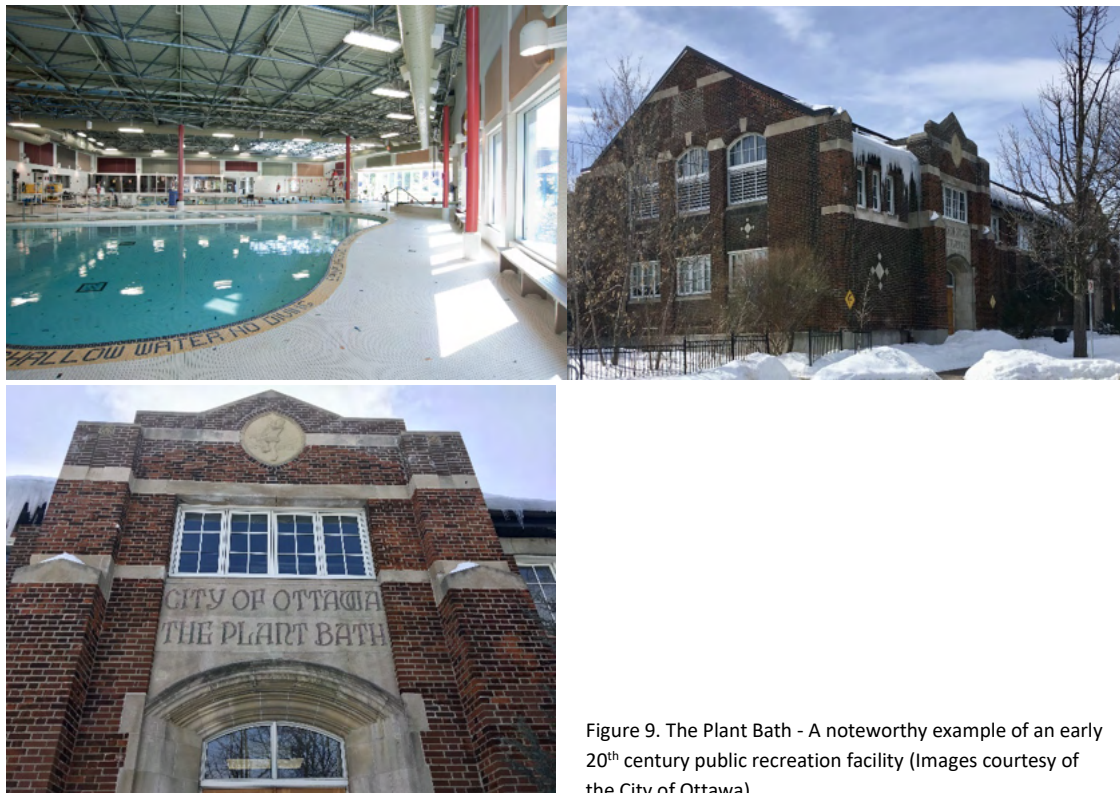 HALLOW WATER NO DIVING
CITY OF OTTAWA
THE PLANT BATH
Figure 9. The Plant Bath - A noteworthy example of an early
20th century public recreation facility (Images courtesy of
the City of Ottawa)